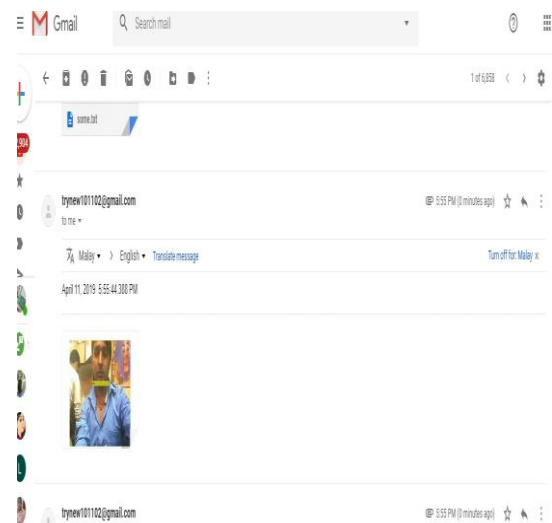 Gmail
Search mail
1 of 6,858
some.txt
2,904
trynew101102@gmail.com
5:55 PM (0 minutes ago)
to me
Malay > English Translate message
Turn off for: Malay x
April 11, 2019 5:55:44.388 PM
L
trynew101102@gmail.com
5:55 PM (0 minutes ago)